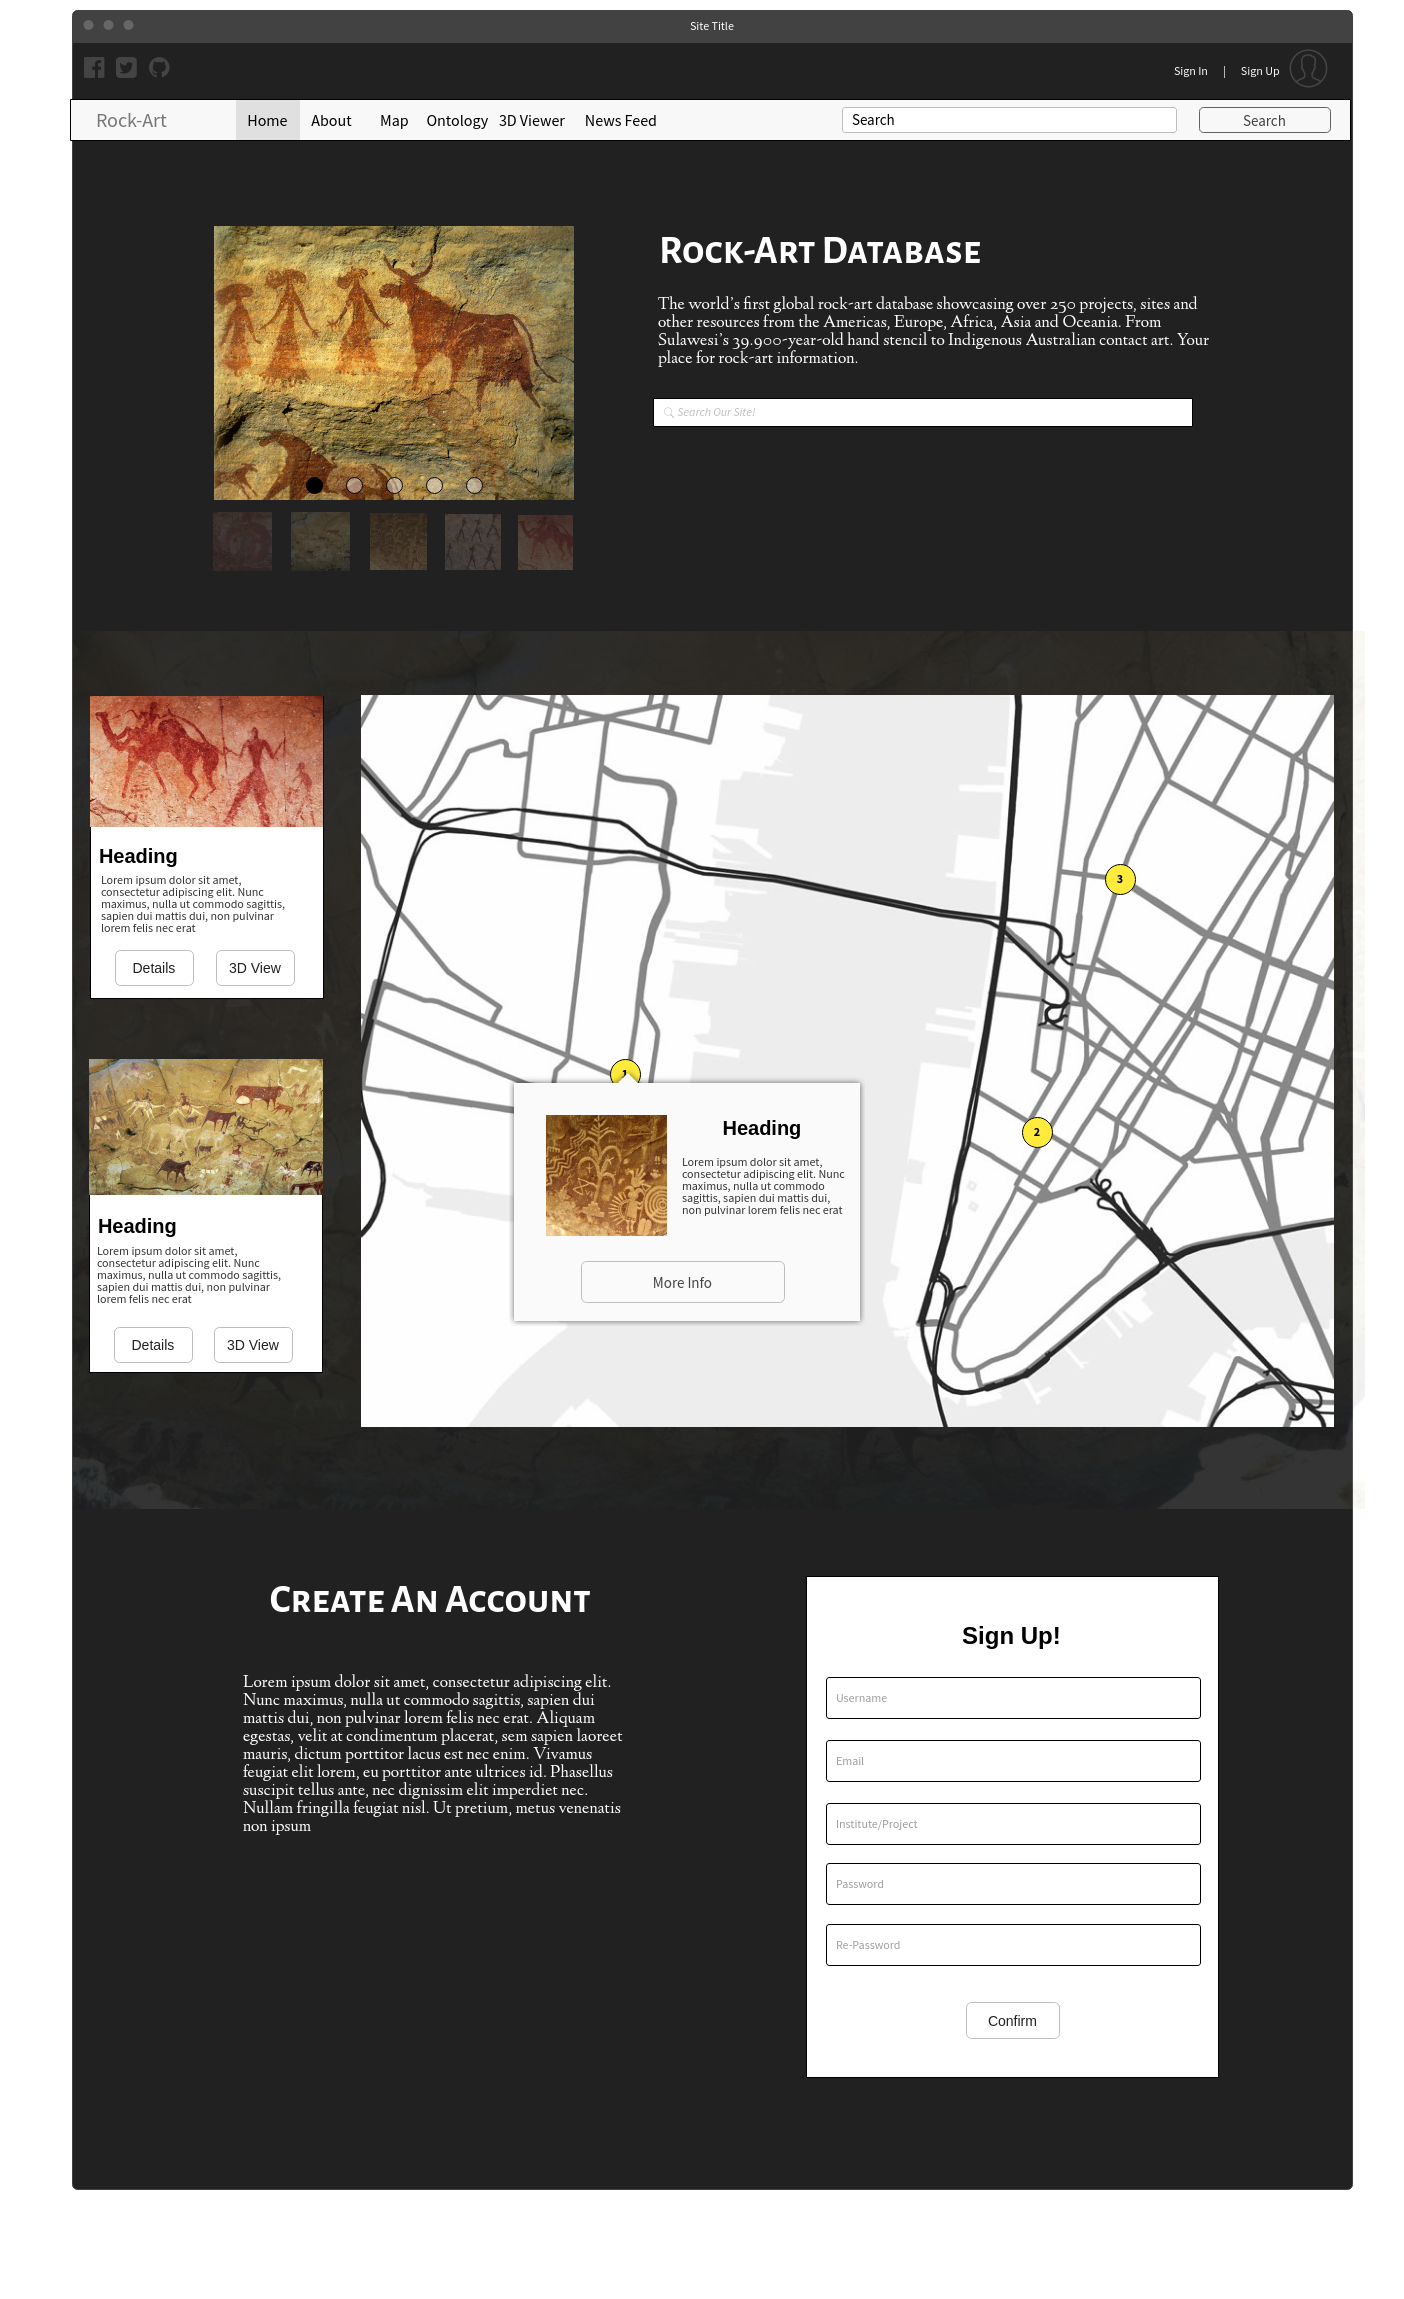 Site Title
Sign In | Sign Up
Rock-Art Home About Map Ontology 3D Viewer News Feed Search Search
Rock-Art Database
The world's first global rock-art database showcasing over 250 projects, sites and
other resources from the Americas, Europe, Africa, Asia and Oceania. From
Sulawesi's 39.900-year-old hand stencil to Indigenous Australian contact art. Your
place for rock-art information.
Search Our Site!
Heading
Lorem ipsum dolor sit amet,
consectetur adipiscing elit. Nunc
maximus, nulla ut commodo sagittis,
sapien dui mattis dui, non pulvinar
lorem felis nec erat
Details 3D View
Heading
Lorem ipsum dolor sit amet,
consectetur adipiscing elit. Nunc
maximus, nulla ut commodo sagittis,
sapien dui mattis dui, non pulvinar
lorem felis nec erat
Details 3D View
3
1
2
Heading
Lorem ipsum dolor sit amet,
consectetur adipiscing elit. Nunc
maximus, nulla ut commodo
sagittis, sapien dui mattis dui,
non pulvinar lorem felis nec erat
More Info
Create An Account
Lorem ipsum dolor sit amet, consectetur adipiscing elit.
Nunc maximus, nulla ut commodo sagittis, sapien dui
mattis dui, non pulvinar lorem felis nec erat. Aliquam
egestas, velit at condimentum placerat, sem sapien laoreet
mauris, dictum porttitor lacus est nec enim. Vivamus
feugiat elit lorem, eu porttitor ante ultrices id. Phasellus
suscipit tellus ante, nec dignissim elit imperdiet nec.
Nullam fringilla feugiat nisl. Ut pretium, metus venenatis
non ipsum
Sign Up!
Username
Email
Institute/Project
Password
Re-Password
Confirm